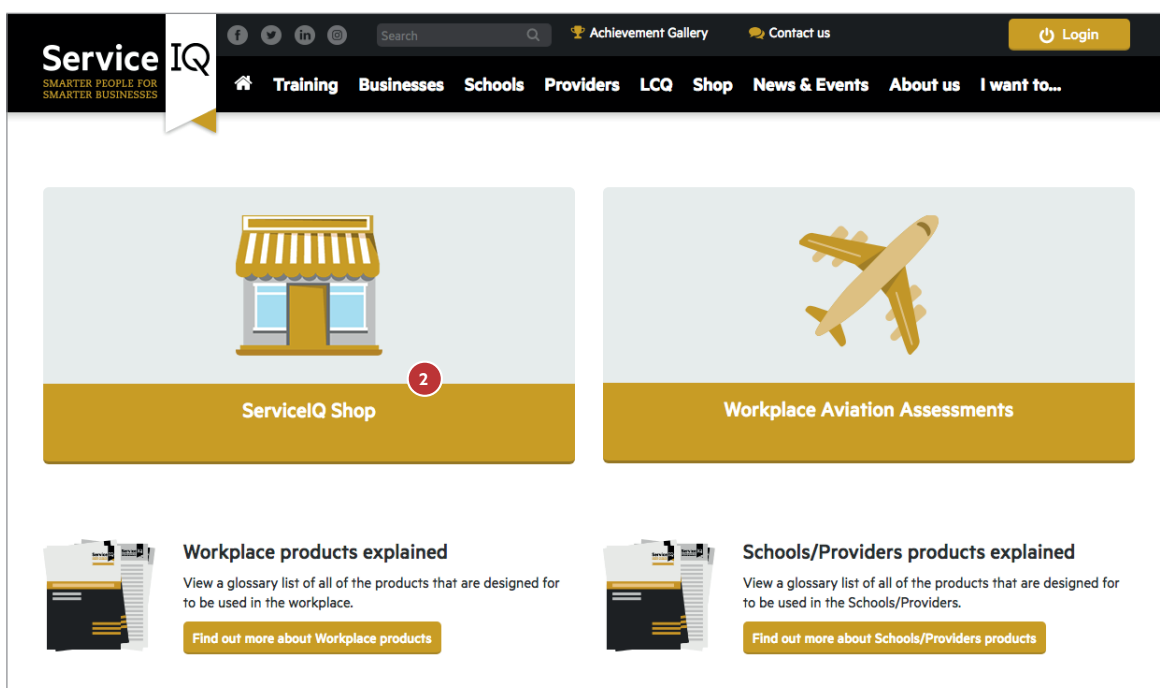 Service IQ
SMARTER PEOPLE FOR
SMARTER BUSINESSES
Search
Achievement Gallery
Contact us
Login
Training Businesses Schools Providers LCQ Shop News & Events About us I want to...
2
ServiceIQ Shop
Workplace Aviation Assessments
Workplace products explained
View a glossary list of all of the products that are designed for
to be used in the workplace.
Find out more about Workplace products
Schools/Providers products explained
View a glossary list of all of the products that are designed for
to be used in the Schools/Providers.
Find out more about Schools/Providers products